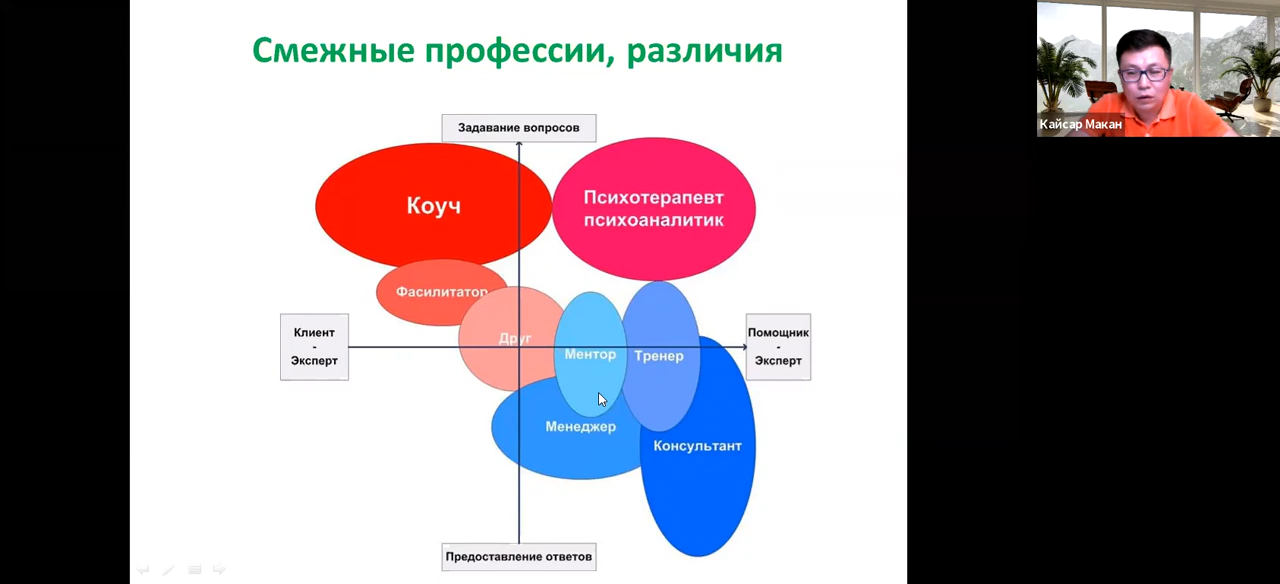 Смежные профессии, различия
Кайсар Макан
Задавание вопросов
Коуч
Психотерапевт
психоаналитик
Фасилитатор
Друг
Клиент
-
Эксперт
Ментор
Тренер
Помощник
-
Эксперт
Менеджер
Консультант
Предоставление ответов